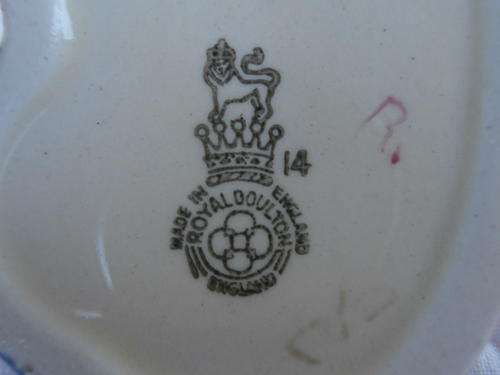 14
MADE IN ENGLAND
ROYAL DOULTON
ENGLAND